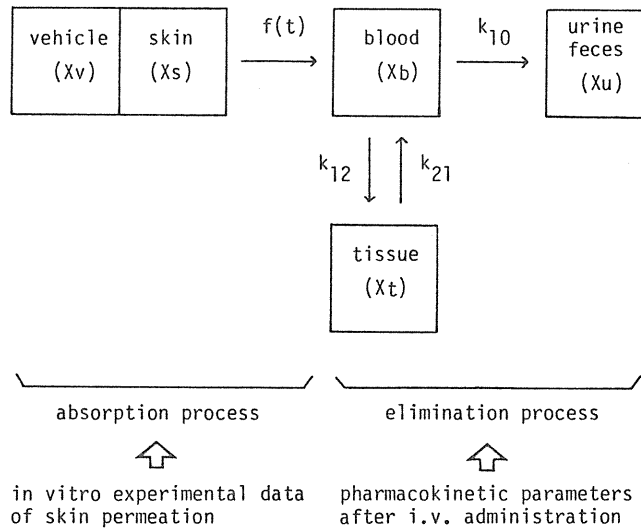 vehicle
(Xv)
skin
(Xs)
f(t)
blood
(Xb)
k10
urine
feces
(Xu)
k12
k21
tissue
(Xt)
absorption process
elimination process
in vitro experimental data
of skin permeation
pharmacokinetic parameters
after i.v. administration